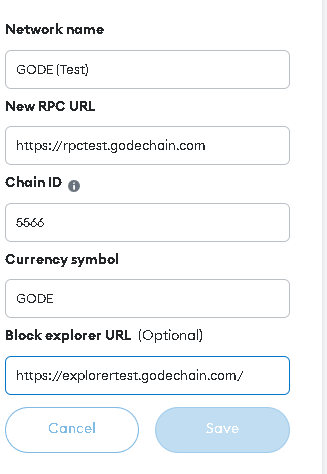 Network name
GODE (Test)
New RPC URL
https://rpctest.godechain.com
Chain ID
5566
Currency symbol
GODE
Block explorer URL (Optional)
https://explorertest.godechain.com/
Cancel Save